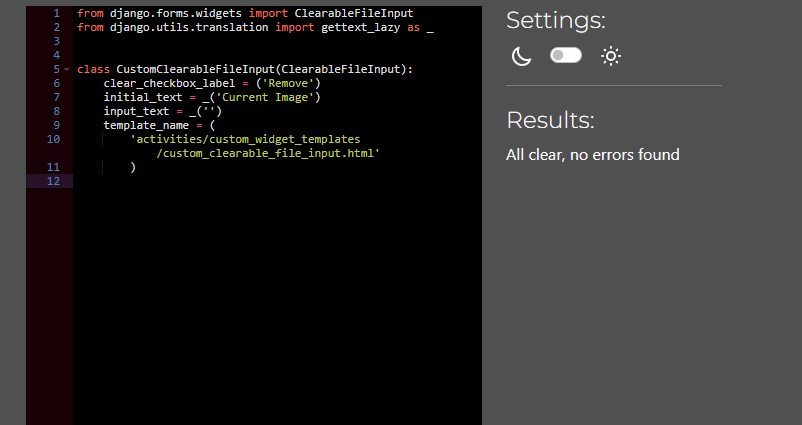 1 from django.forms.widgets import ClearableFileInput
2 from django.utils.translation import gettext_lazy as _
3
4
5 class CustomClearableFileInput(ClearableFileInput):
6 clear_checkbox_label = ('Remove')
7 initial_text = _('Current Image')
8 input_text = _('')
9 template_name = (
10 'activities/custom_widget_templates
/custom_clearable_file_input.html'
11 )
12
Settings:
Results:
All clear, no errors found